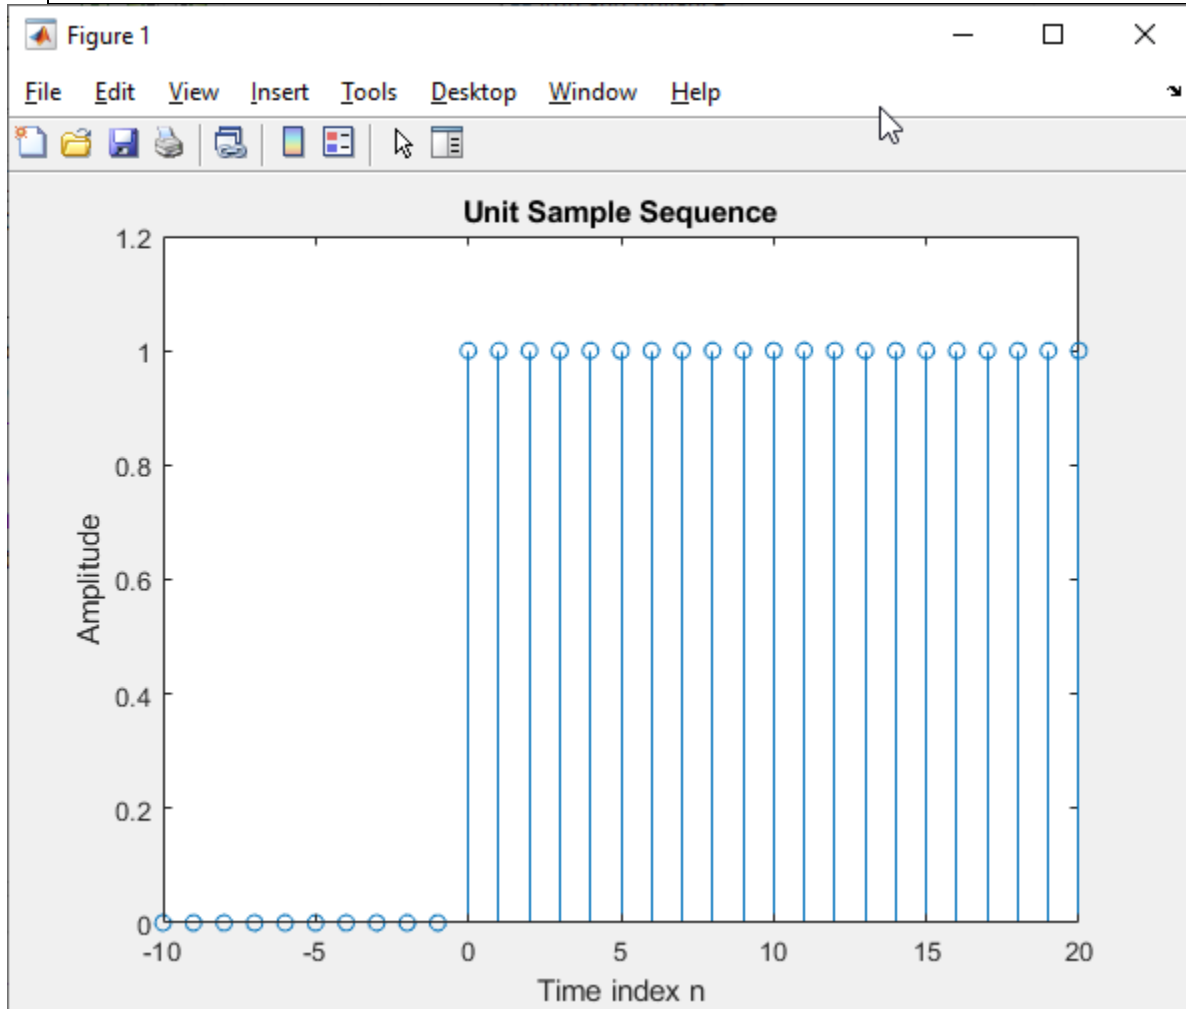 Figure 1
File Edit View Insert Tools Desktop Window Help
Unit Sample Sequence
1.2
1
0.8
0.6
0.4
0.2
0
Amplitude
-10 -5 0 5 10 15 20
Time index n